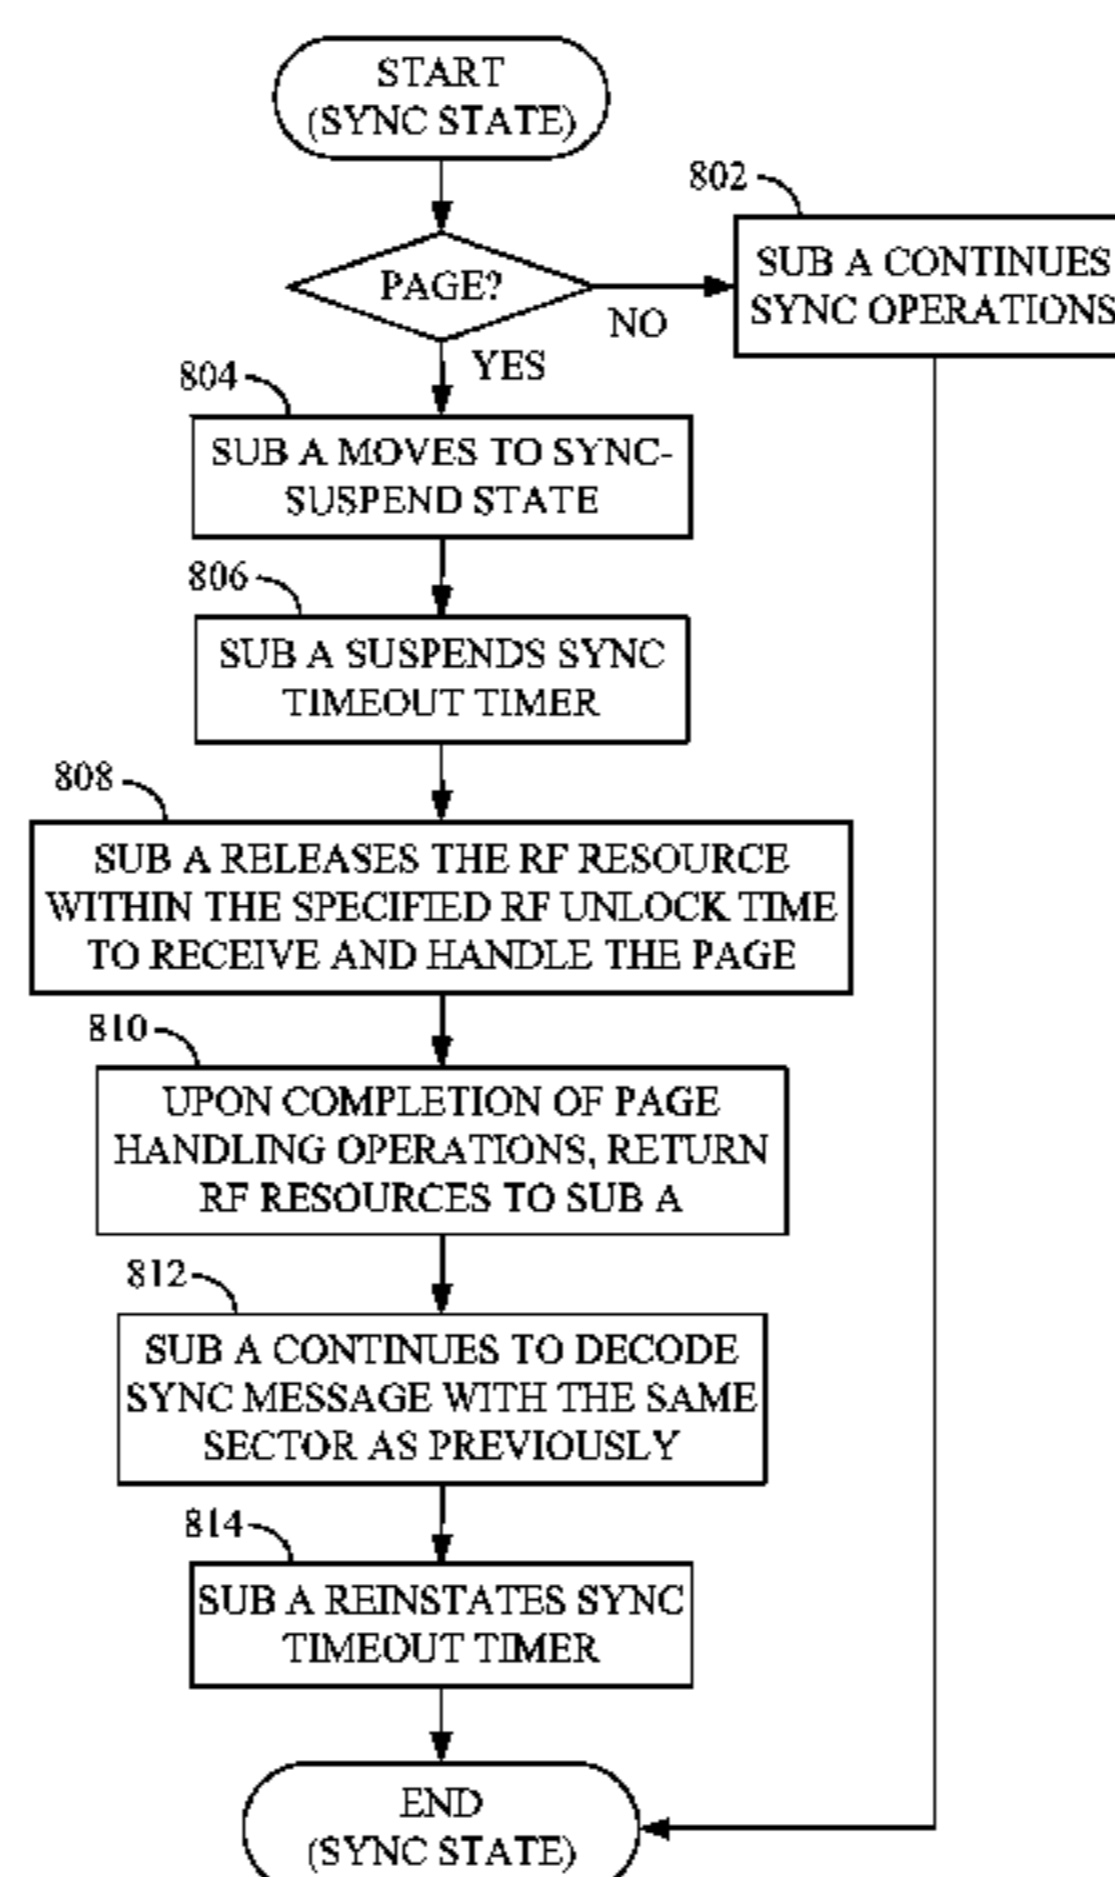 START
(SYNC STATE)
802
PAGE?
SUB A CONTINUES
SYNC OPERATIONS
NO
YES
804
SUB A MOVES TO SYNC-
SUSPEND STATE
806
SUB A SUSPENDS SYNC
TIMEOUT TIMER
808
SUB A RELEASES THE RF RESOURCE
WITHIN THE SPECIFIED RF UNLOCK TIME
TO RECEIVE AND HANDLE THE PAGE
810
UPON COMPLETION OF PAGE
HANDLING OPERATIONS, RETURN
RF RESOURCES TO SUB A
812
SUB A CONTINUES TO DECODE
SYNC MESSAGE WITH THE SAME
SECTOR AS PREVIOUSLY
814
SUB A REINSTATES SYNC
TIMEOUT TIMER
END
(SYNC STATE)